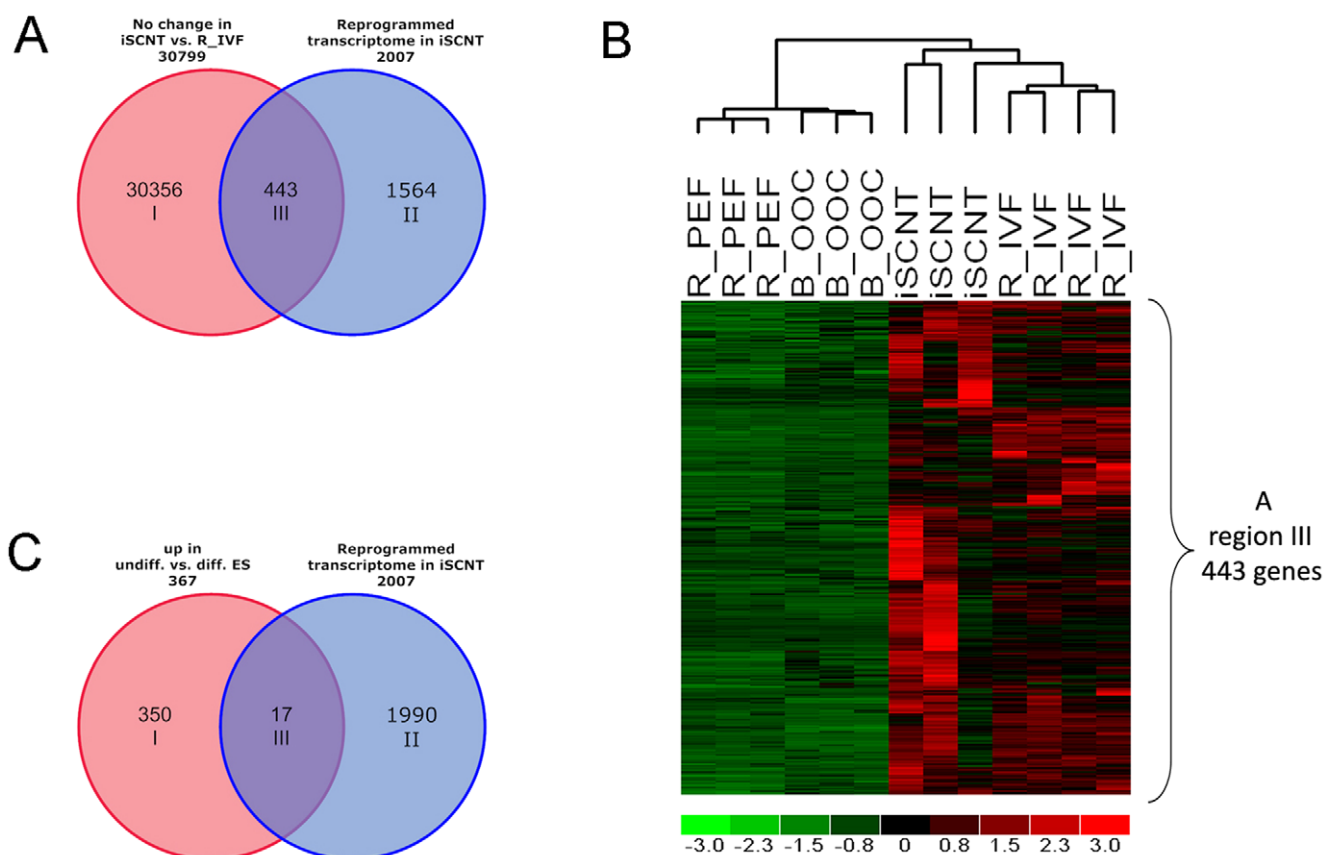 A
No change in
iSCNT vs. R_IVF
30799
Reprogrammed
transcriptome in iSCNT
2007
30356
I
443
III
1564
II
B
R_PEF
R_PEF
R_PEF
B_OOC
B_OOC
B_OOC
iSCNT
iSCNT
iSCNT
R_IVF
R_IVF
R_IVF
R_IVF
A
region III
443 genes
-3.0 -2.3 -1.5 -0.8 0 0.8 1.5 2.3 3.0
C
up in
undiff. vs. diff. ES
367
Reprogrammed
transcriptome in iSCNT
2007
350
I
17
III
1990
II